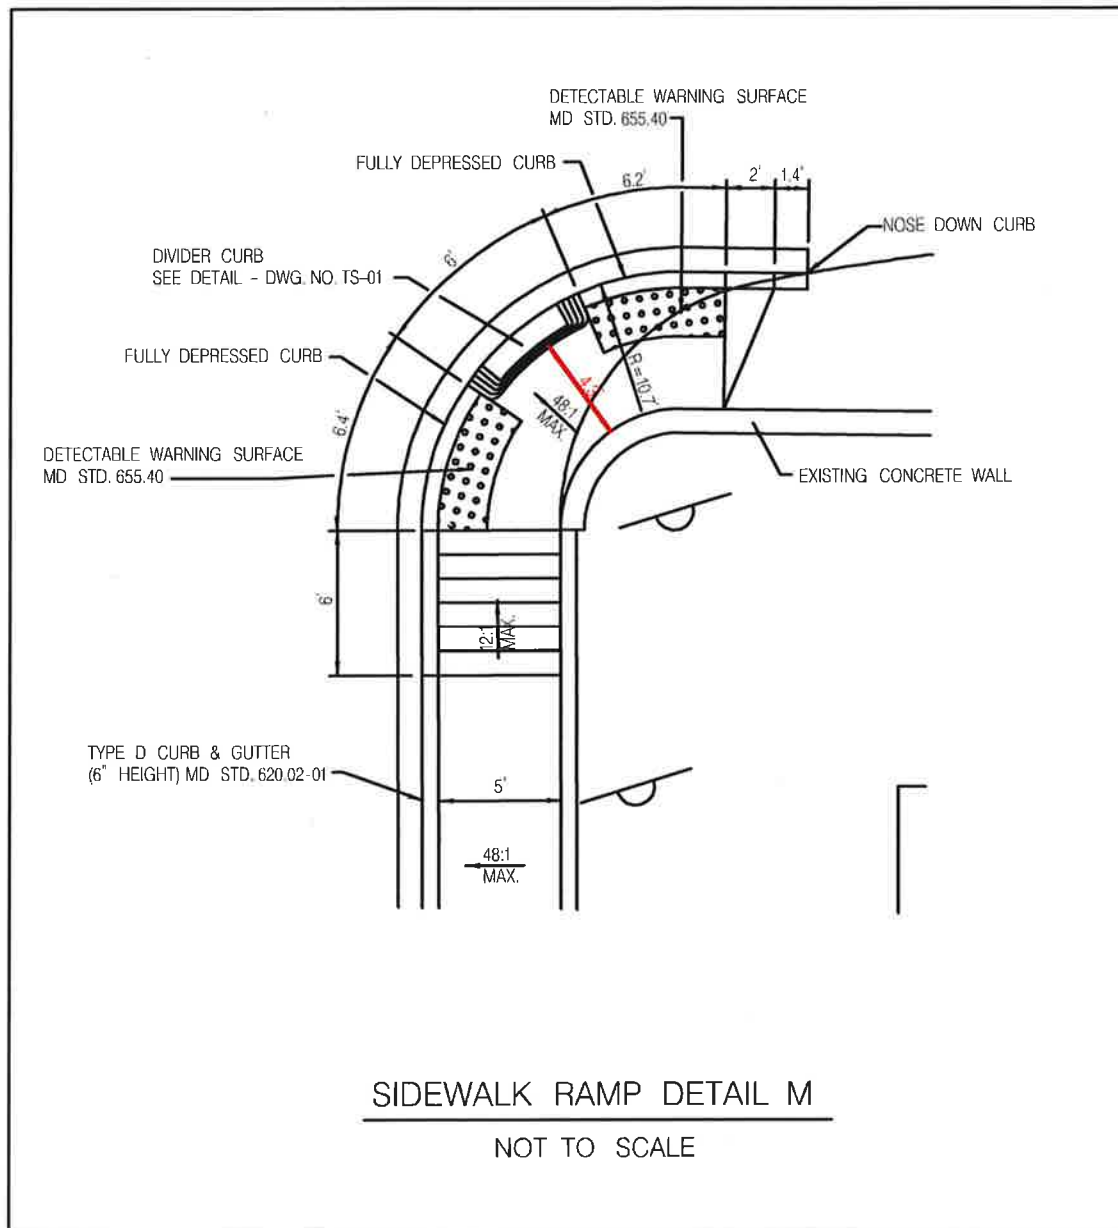 DETECTABLE WARNING SURFACE
MD STD. 655.40
FULLY DEPRESSED CURB
6.2'
2'
1.4'
NOSE DOWN CURB
DIVIDER CURB
SEE DETAIL - DWG. NO. TS-01
6'
FULLY DEPRESSED CURB
R=10.7'
48:1
MAX.
6.4'
DETECTABLE WARNING SURFACE
MD STD. 655.40
EXISTING CONCRETE WALL
6'
12:1
MAX.
TYPE D CURB & GUTTER
(6" HEIGHT) MD STD. 620.02-01
5'
48:1
MAX.
SIDEWALK RAMP DETAIL M
NOT TO SCALE